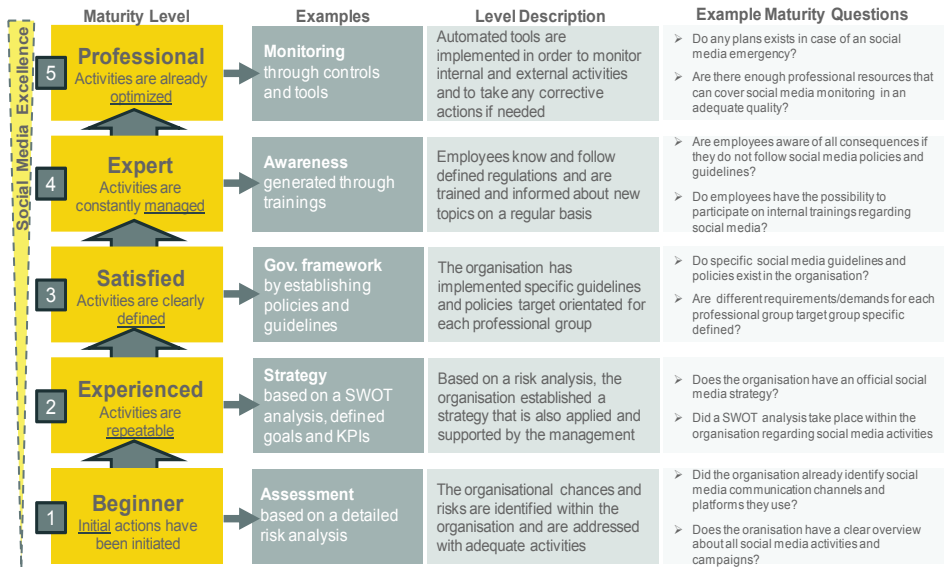 Maturity Level
Examples
Level Description
Example Maturity Questions
Social Media Excellence
5
Professional
Activities are already
optimized
Monitoring
through controls
and tools
Automated tools are
implemented in order to monitor
internal and external activities
and to take any corrective
actions if needed
➢ Do any plans exists in case of an social
media emergency?
➢ Are there enough professional resources that
can cover social media monitoring in an
adequate quality?
4
Expert
Activities are
constantly managed
Awareness
generated through
trainings
Employees know and follow
defined regulations and are
trained and informed about new
topics on a regular basis
➢ Are employees aware of all consequences if
they do not follow social media policies and
guidelines?
➢ Do employees have the possibility to
participate on internal trainings regarding
social media?
3
Satisfied
Activities are clearly
defined
Gov. framework
by establishing
policies and
guidelines
The organisation has
implemented specific guidelines
and policies target orientated for
each professional group
➢ Do specific social media guidelines and
policies exist in the organisation?
➢ Are different requirements/demands for each
professional group target group specific
defined?
2
Experienced
Activities are
repeatable
Strategy
based on a SWOT
analysis, defined
goals and KPIs
Based on a risk analysis, the
organisation established a
strategy that is also applied and
supported by the management
➢ Does the organisation have an official social
media strategy?
➢ Did a SWOT analysis take place within the
organisation regarding social media activities
1
Beginner
Initial actions have
been initiated
Assessment
based on a detailed
risk analysis
The organisational chances and
risks are identified within the
organisation and are addressed
with adequate activities
➢ Did the organisation already identify social
media communication channels and
platforms they use?
➢ Does the oranisation have a clear overview
about all social media activities and
campaigns?